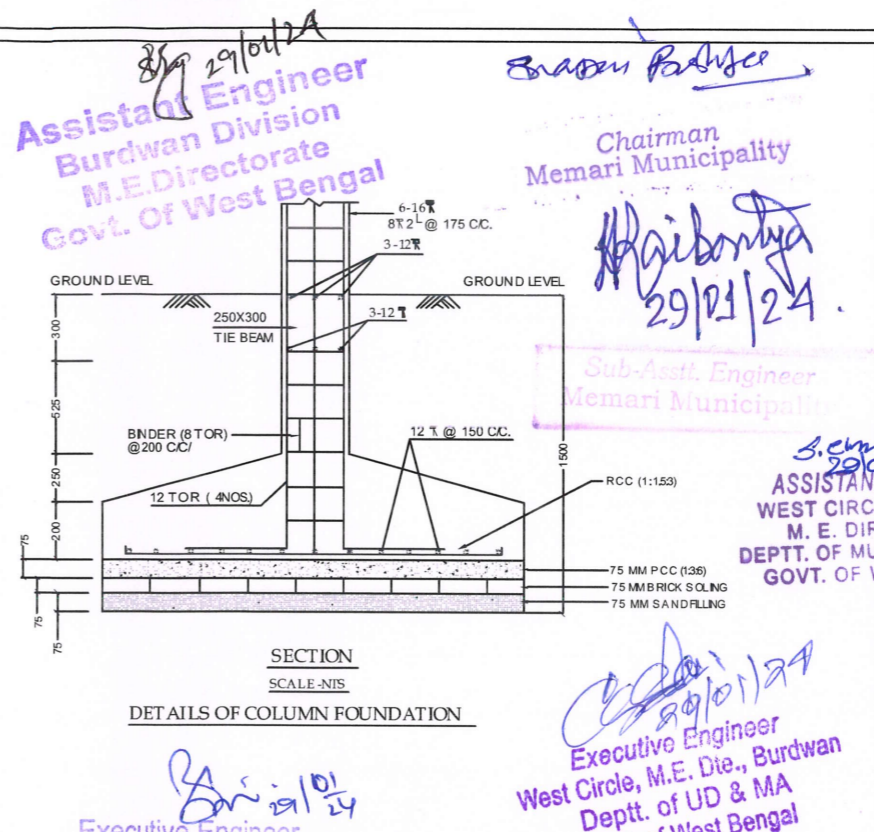 29/01/24
Assistant Engineer
Burdwan Division
M.E.Directorate
Govt. Of West Bengal
Chairman
Memari Municipality
29/01/24.
Sub-Asstt. Engineer
Memari Municipali
6-16
8 2L @ 175 C/C.
3-12
GROUND LEVEL
GROUND LEVEL
250X300
TIE BEAM
3-12
300
525
250
200
75
75
75
1500
BINDER (8 TOR)
@200 C/C/
12 @ 150 C/C.
12 TOR ( 4NOS.)
RCC (1:1.5:3)
ASSISTAN
WEST CIRC
M. E. DIR
DEPTT. OF MU
GOVT. OF W
75 MM PCC (1:3:6)
75 MM BRICK SOLING
75 MM SAND FILLING
SECTION
SCALE -NTS
DETAILS OF COLUMN FOUNDATION
29/01/24
Executive Engineer
West Circle, M.E. Dte., Burdwan
Deptt. of UD & MA
of West Bengal
29/01/24
Executive Engineer